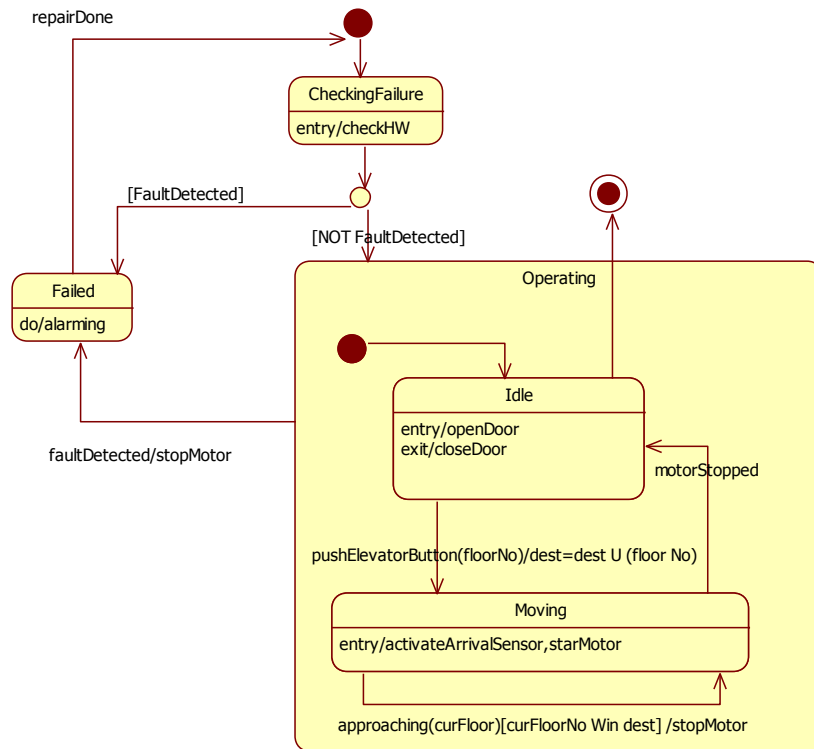 repairDone
CheckingFailure
entry/checkHW
[FaultDetected]
[NOT FaultDetected]
Operating
Failed
do/alarming
Idle
entry/openDoor
exit/closeDoor
faultDetected/stopMotor
motorStopped
pushElevatorButton(floorNo)/dest=dest U (floor No)
Moving
entry/activateArrivalSensor,starMotor
approaching(curFloor)[curFloorNo Win dest] /stopMotor